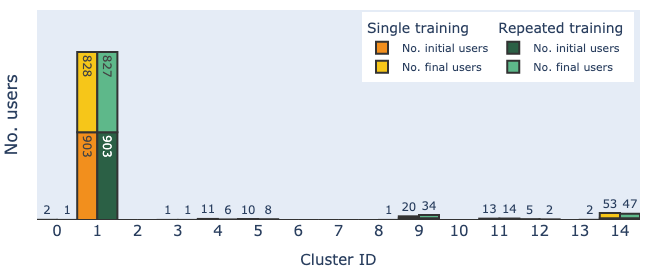 Single training
No. initial users
No. final users
Repeated training
No. initial users
No. final users
No. users
828
827
903
903
2 1 1 1 11 6 10 8 1 20 34 13 14 5 2 2 53 47
0 1 2 3 4 5 6 7 8 9 10 11 12 13 14
Cluster ID